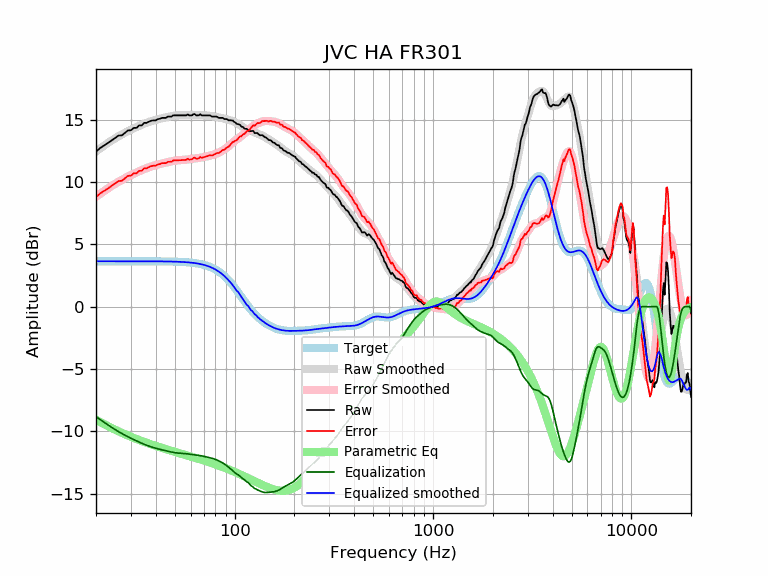 JVC HA FR301
Amplitude (dBr)
15
10
5
0
−5
−10
−15
Target
Raw Smoothed
Error Smoothed
Raw
Error
Parametric Eq
Equalization
Equalized smoothed
100
1000
10000
Frequency (Hz)